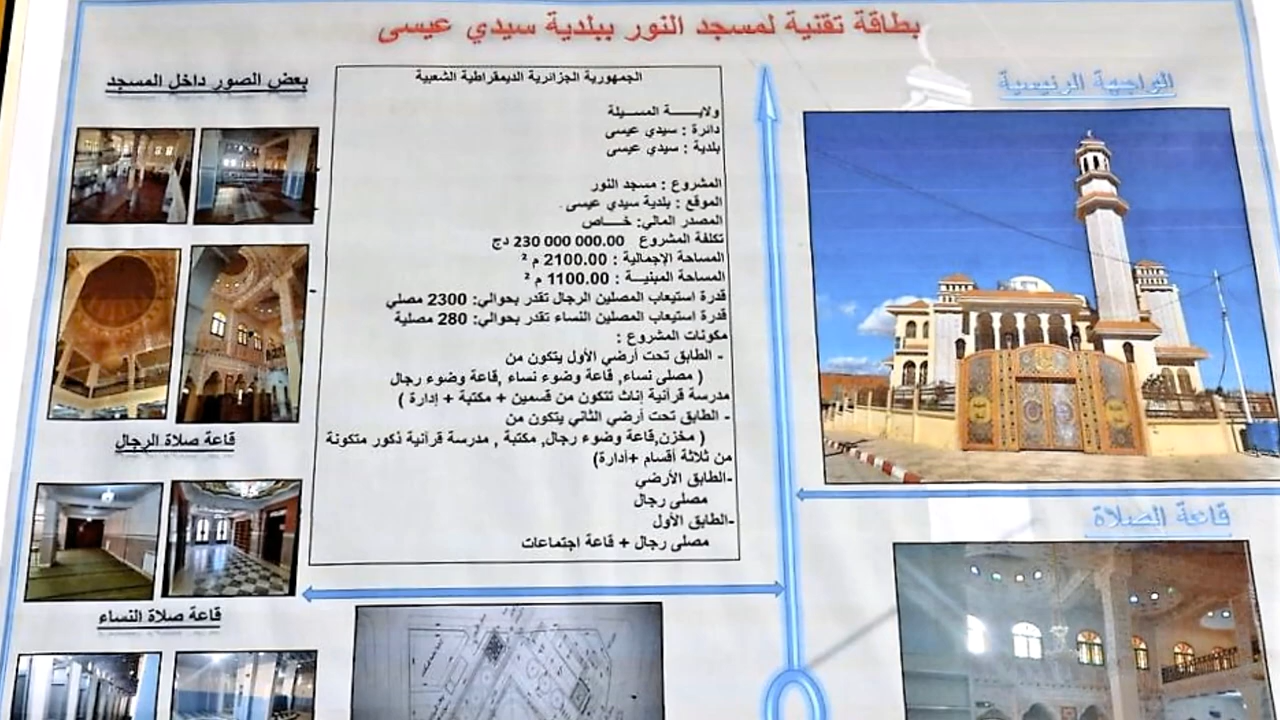 بطاقة تقنية لمسجد النور ببلدية سيدي عيسى
الواجهة الرئيسية
الجمهورية الجزائرية الديمقراطية الشعبية
ولايــــة المسيلة
دائرة : سيدي عيسى
بلدية : سيدي عيسى
المشروع : مسجد النور
الموقع : بلدية سيدي عيسى
المصدر المالي: خـــاص
تكلفة المشروع 230 000 000.00 دج
المساحة الإجمالية : 2100.00 م ²
المساحة المبنيـــة : 1100.00 م ²
قدرة استيعاب المصلين الرجال تقدر بحوالي: 2300 مصلي
قدرة استيعاب المصلين النساء تقدر بحوالي: 280 مصلية
مكونات المشروع :
- الطابق تحت أرضي الأول يتكون من
( مصلى نساء, قاعة وضوء نساء ,قاعة وضوء رجال
مدرسة قرآنية إناث تتكون من قسمين + مكتبة + إدارة )
- الطابق تحت أرضي الثاني يتكون من
( مخزن,قاعة وضوء رجال, مكتبة , مدرسة قرآنية ذكور متكونة
من ثلاثة أقسام +أدارة)
-الطابق الأرضي
مصلى رجال
-الطابق الأول
مصلى رجال + قاعة اجتماعات
بعض الصور داخل المسجد
قاعة صلاة الرجال
قاعة صلاة النساء
قاعة الصلاة